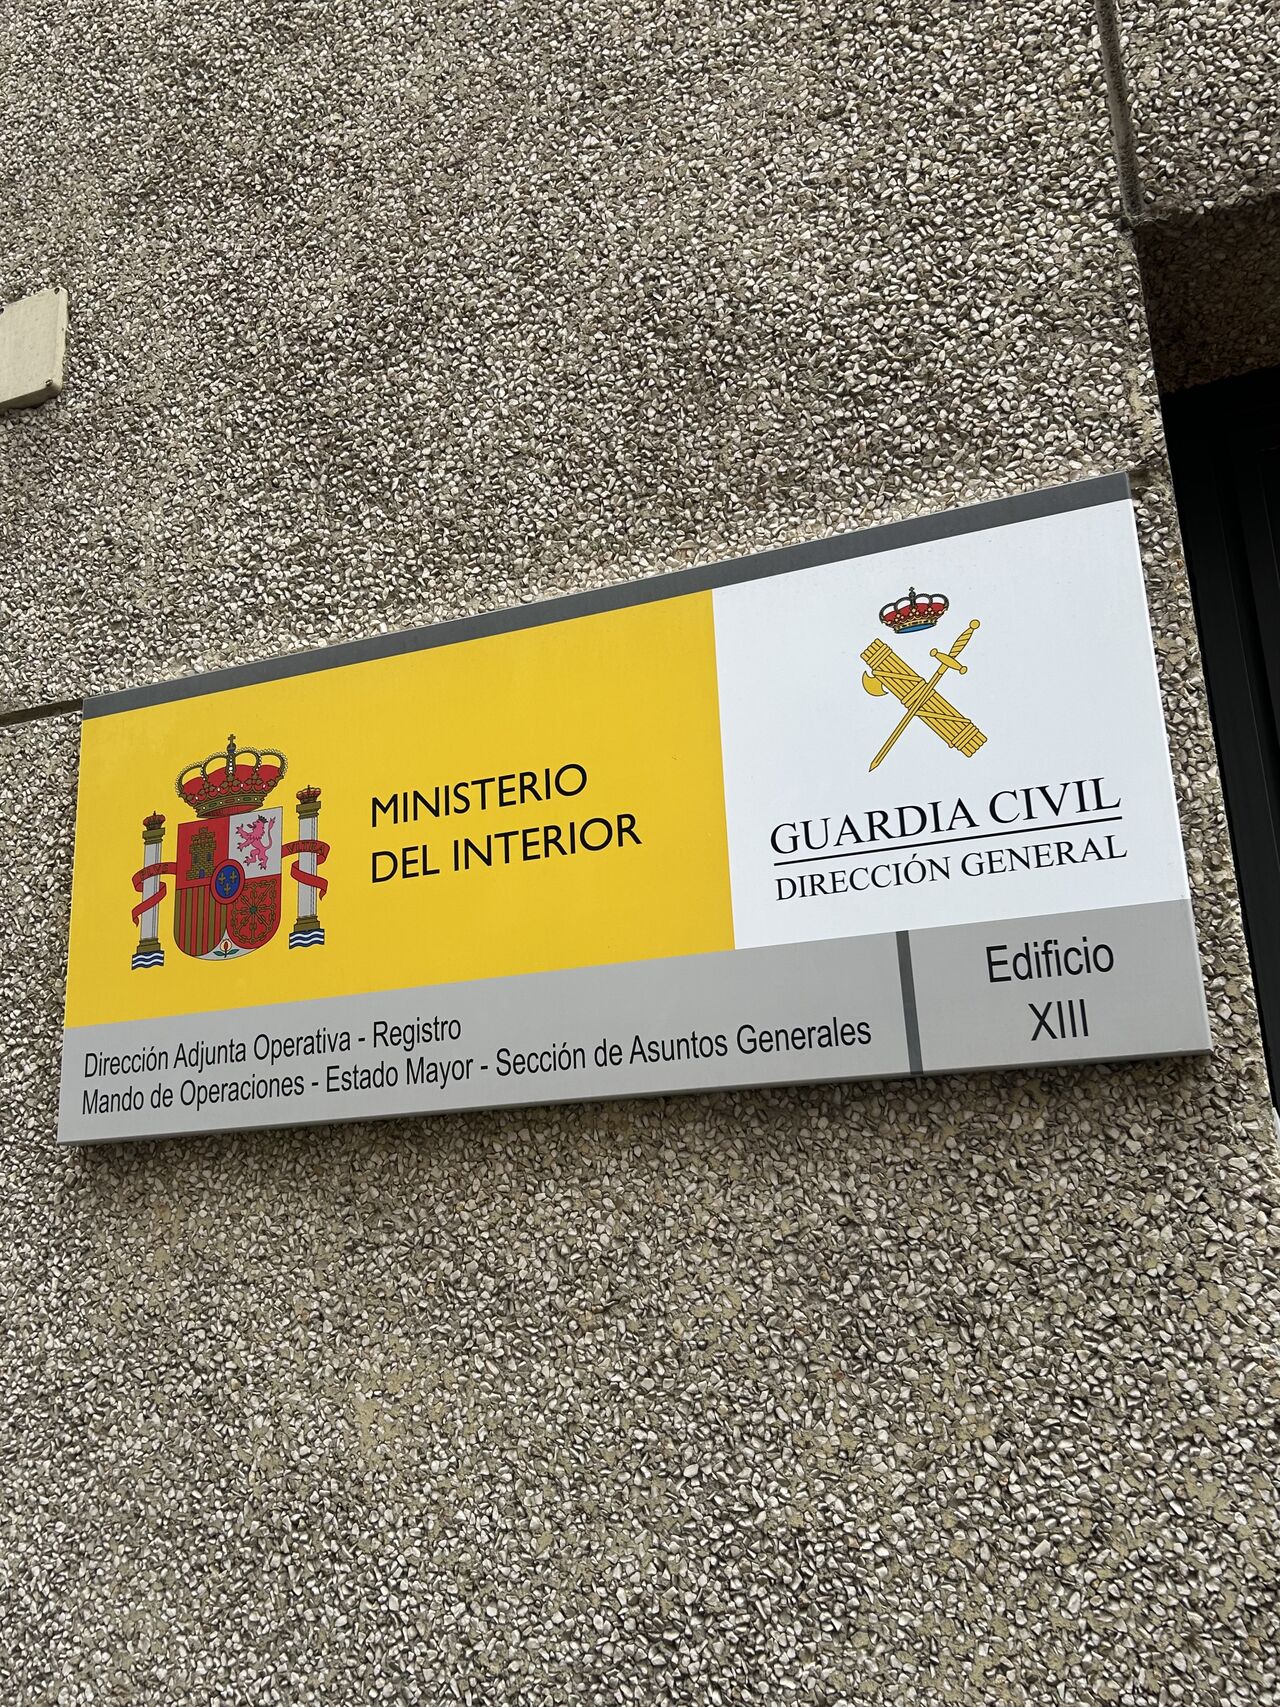 MINISTERIO
DEL INTERIOR
GUARDIA CIVIL
DIRECCIÓN GENERAL
Dirección Adjunta Operativa - Registro
Mando de Operaciones - Estado Mayor - Sección de Asuntos Generales
Edificio
XIII